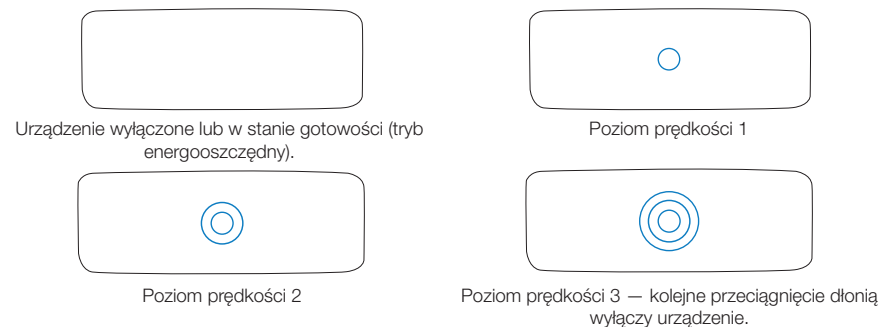 Urządzenie wyłączone lub w stanie gotowości (tryb
energooszczędny).
Poziom prędkości 1
Poziom prędkości 2
Poziom prędkości 3 — kolejne przeciągnięcie dłonią
wyłączy urządzenie.